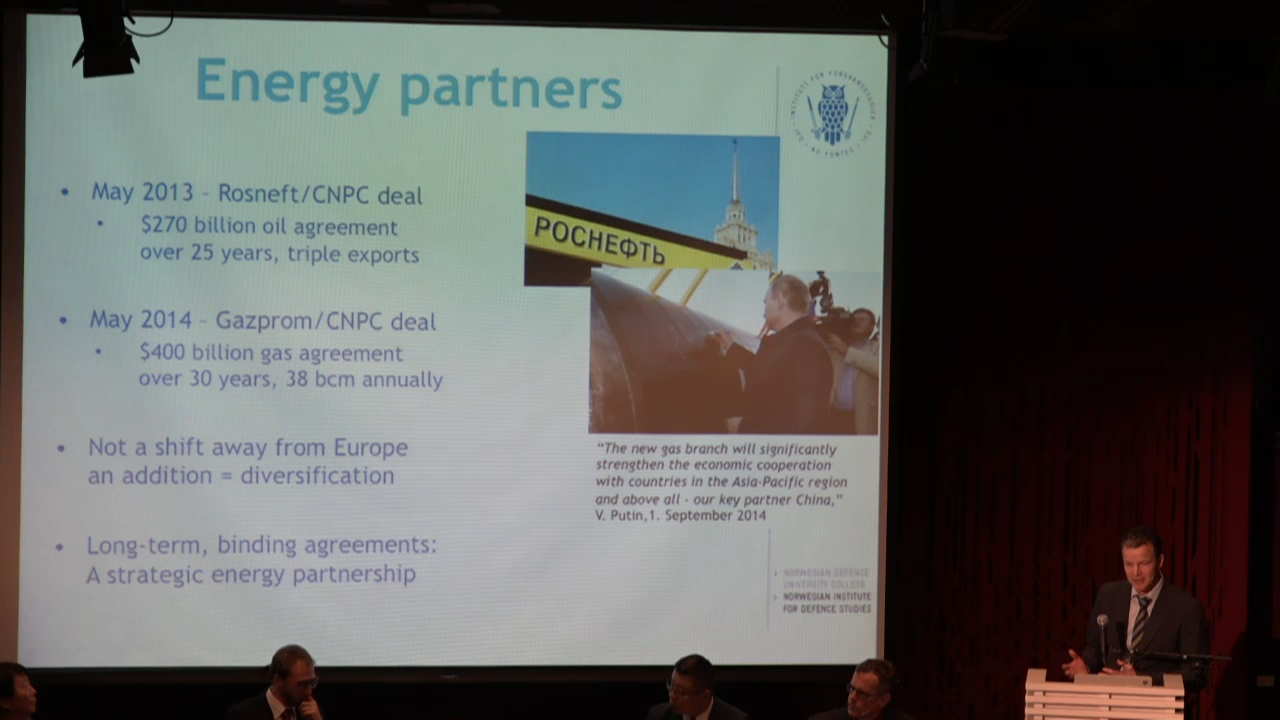 Energy partners
• May 2013 – Rosneft/CNPC deal
• $270 billion oil agreement
over 25 years, triple exports
• May 2014 – Gazprom/CNPC deal
• $400 billion gas agreement
over 30 years, 38 bcm annually
• Not a shift away from Europe
an addition = diversification
• Long-term, binding agreements:
A strategic energy partnership
INSTITUTT FOR FORSVARSSTUDIER
IFS
РОСНЕФТЬ
"The new gas branch will significantly
strengthen the economic cooperation
with countries in the Asia-Pacific region
and above all - our key partner China,"
V. Putin,1. September 2014
NORWEGIAN DEFENCE
UNIVERSITY COLLEGE
NORWEGIAN INSTITUTE
FOR DEFENCE STUDIES